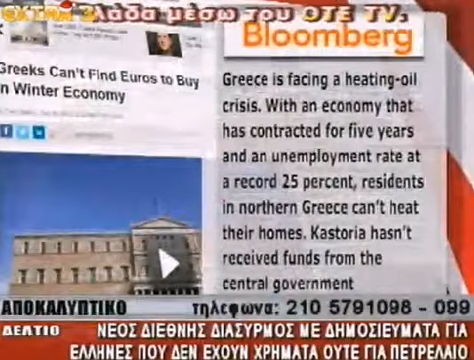 ΕΚΤΗΝ Ελλάδα μέσω του ΟΤΕ TV.
Bloomberg
Greeks Can't Find Euros to Buy
n Winter Economy
Greece is facing a heating-oil
crisis. With an economy that
has contracted for five years
and an unemployment rate at
a record 25 percent, residents
in northern Greece can't heat
their homes. Kastoria hasn't
received funds from the
central government
ΑΠΟΚΑΛΥΠΤΙΚΟ
τηλεφωνα: 210 5791098 - 099
ΔΕΛΤΙΟ
ΝΕΟΣ ΔΙΕΘΝΗΣ ΔΙΑΣΥΡΜΟΣ ΜΕ ΔΗΜΟΣΙΕΥΜΑΤΑ ΓΙΑ
ΕΛΛΗΝΕΣ ΠΟΥ ΔΕΝ ΕΧΟΥΝ ΧΡΗΜΑΤΑ ΟΥΤΕ ΓΙΑ ΠΕΤΡΕΛΑΙΟ